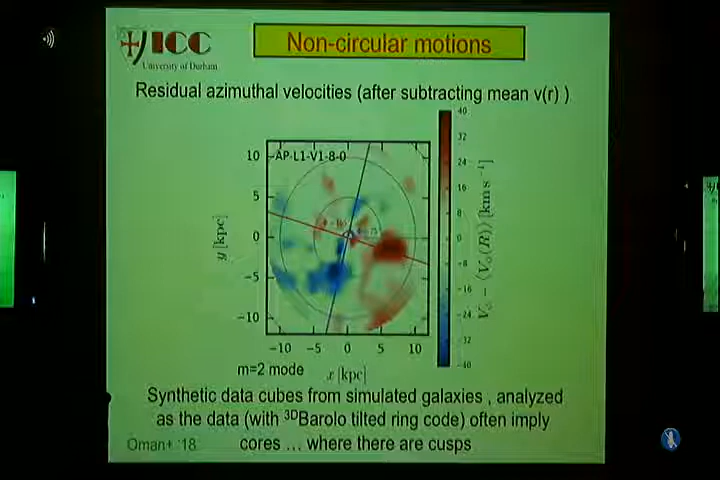 ICC
University of Durham
Non-circular motions
Residual azimuthal velocities (after subtracting mean v(r) )
AP-L1-V1-8-0
10
5
0
−5
−10
y [kpc]
−10 −5 0 5 10
x [kpc]
40
32
24
16
8
0
−8
−16
−24
−32
−40
m=2 mode
Synthetic data cubes from simulated galaxies , analyzed
as the data (with ³ᴰBarolo tilted ring code) often imply
cores … where there are cusps
Oman+ '18